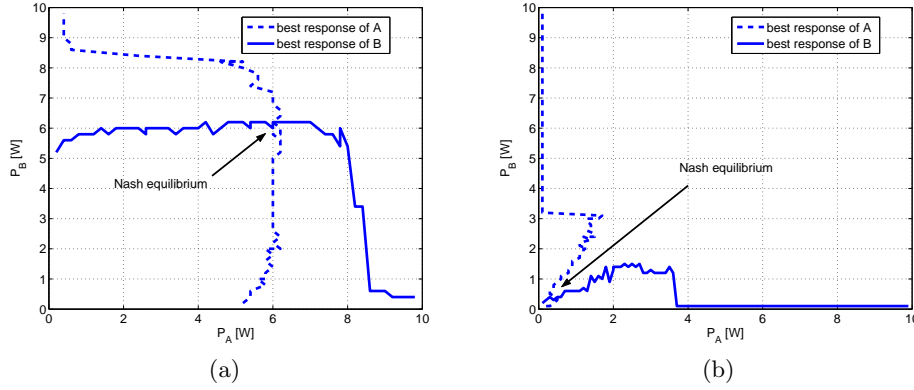 10
9
8
7
6
5
4
3
2
1
0
P_B [W]
0 2 4 6 8 10
P_A [W]
best response of A
best response of B
Nash equilibrium
(a)
10
9
8
7
6
5
4
3
2
1
0
P_B [W]
0 2 4 6 8 10
P_A [W]
best response of A
best response of B
Nash equilibrium
(b)